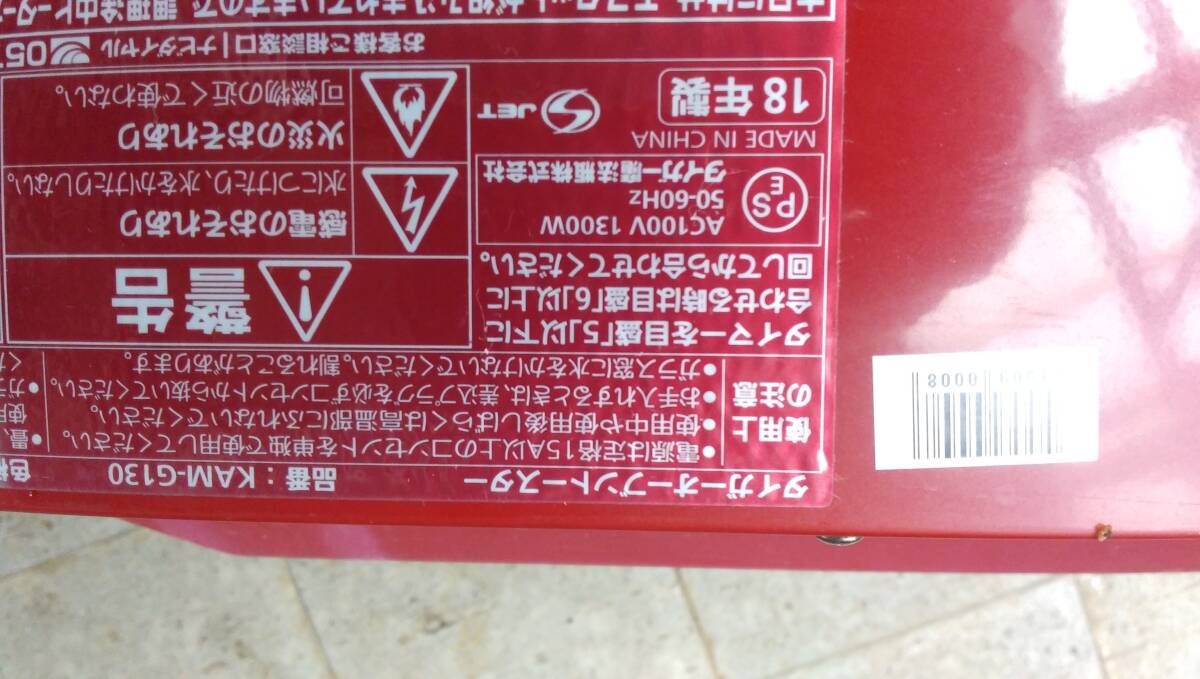 タイガーオーブントースター 品番：KAM-G130
使用上の注意
●電源は定格15A以上のコンセントを単独で使用してください。
●使用中や使用後しばらくは高温部にふれないでください。
●お手入れするときは、差込プラグを必ずコンセントから抜いてください。
●ガラス窓に水をかけないでください。割れることがあります。
タイマーを目盛「5」以下に
合わせる時は目盛「6」以上に
回してから合わせてください。
PS
E
AC100V 1300W
50-60Hz
タイガー魔法瓶株式会社
MADE IN CHINA
18年製
JET
警告
感電のおそれあり
水につけたり、水をかけたりしない。
火災のおそれあり
可燃物の近くで使わない。
お客様ご相談窓口 | ナビダイヤル 05
0008